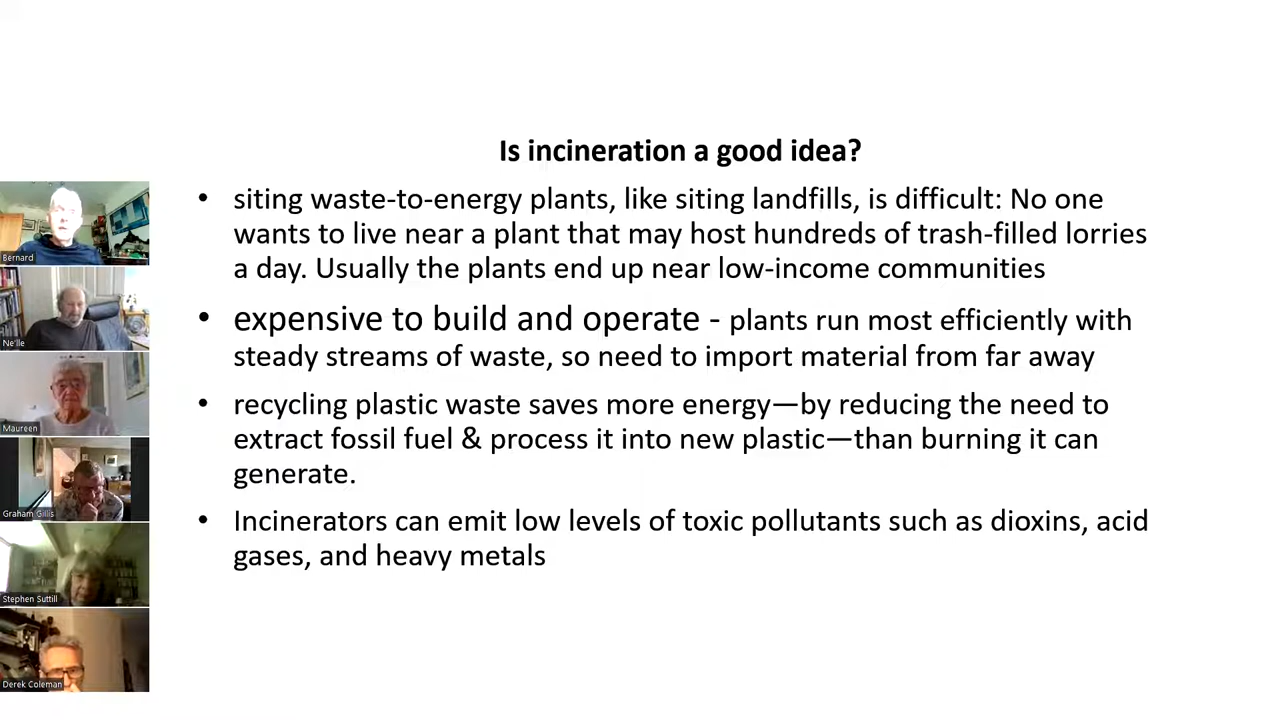 Is incineration a good idea?
• siting waste-to-energy plants, like siting landfills, is difficult: No one
wants to live near a plant that may host hundreds of trash-filled lorries
a day. Usually the plants end up near low-income communities
• expensive to build and operate - plants run most efficiently with
steady streams of waste, so need to import material from far away
• recycling plastic waste saves more energy—by reducing the need to
extract fossil fuel & process it into new plastic—than burning it can
generate.
• Incinerators can emit low levels of toxic pollutants such as dioxins, acid
gases, and heavy metals
Bernard
Ne'lle
Maureen
Graham Gillis
Stephen Suttill
Derek Coleman